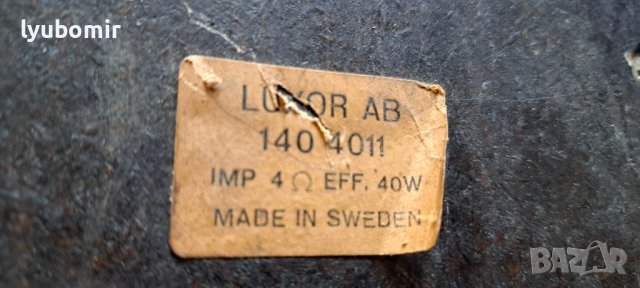 lyubomir
LUXOR AB
140 4011
IMP 4 Ω EFF. 40W
MADE IN SWEDEN
BAZAR